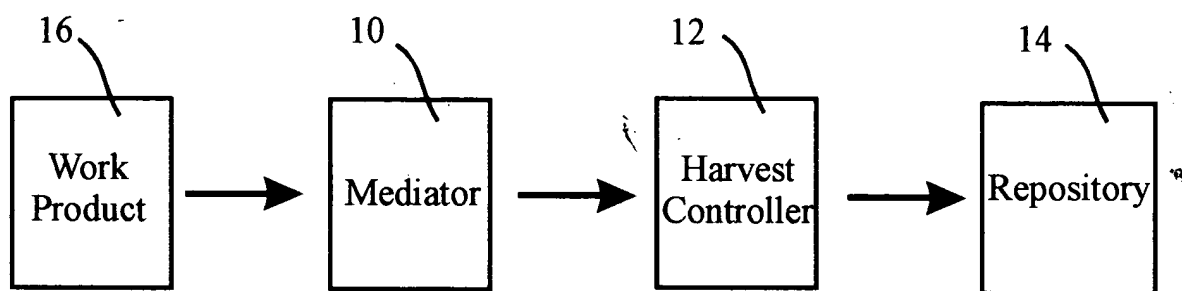 16
10
12
14
Work
Product
Mediator
Harvest
Controller
Repository